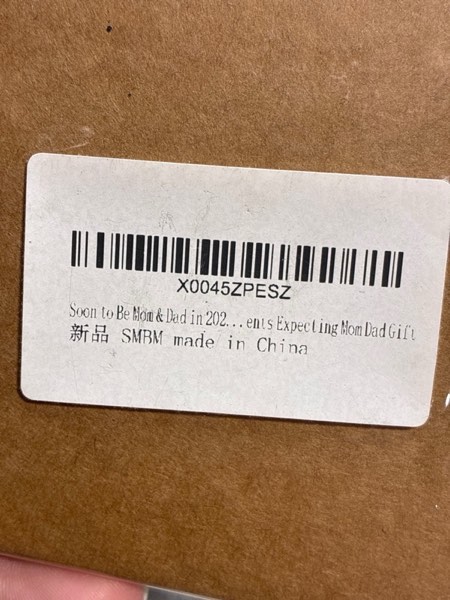 X0045ZPESZ
Soon to Be Mom & Dad in 202...ents Expecting Mom Dad Gift
新品 SMBM made in China